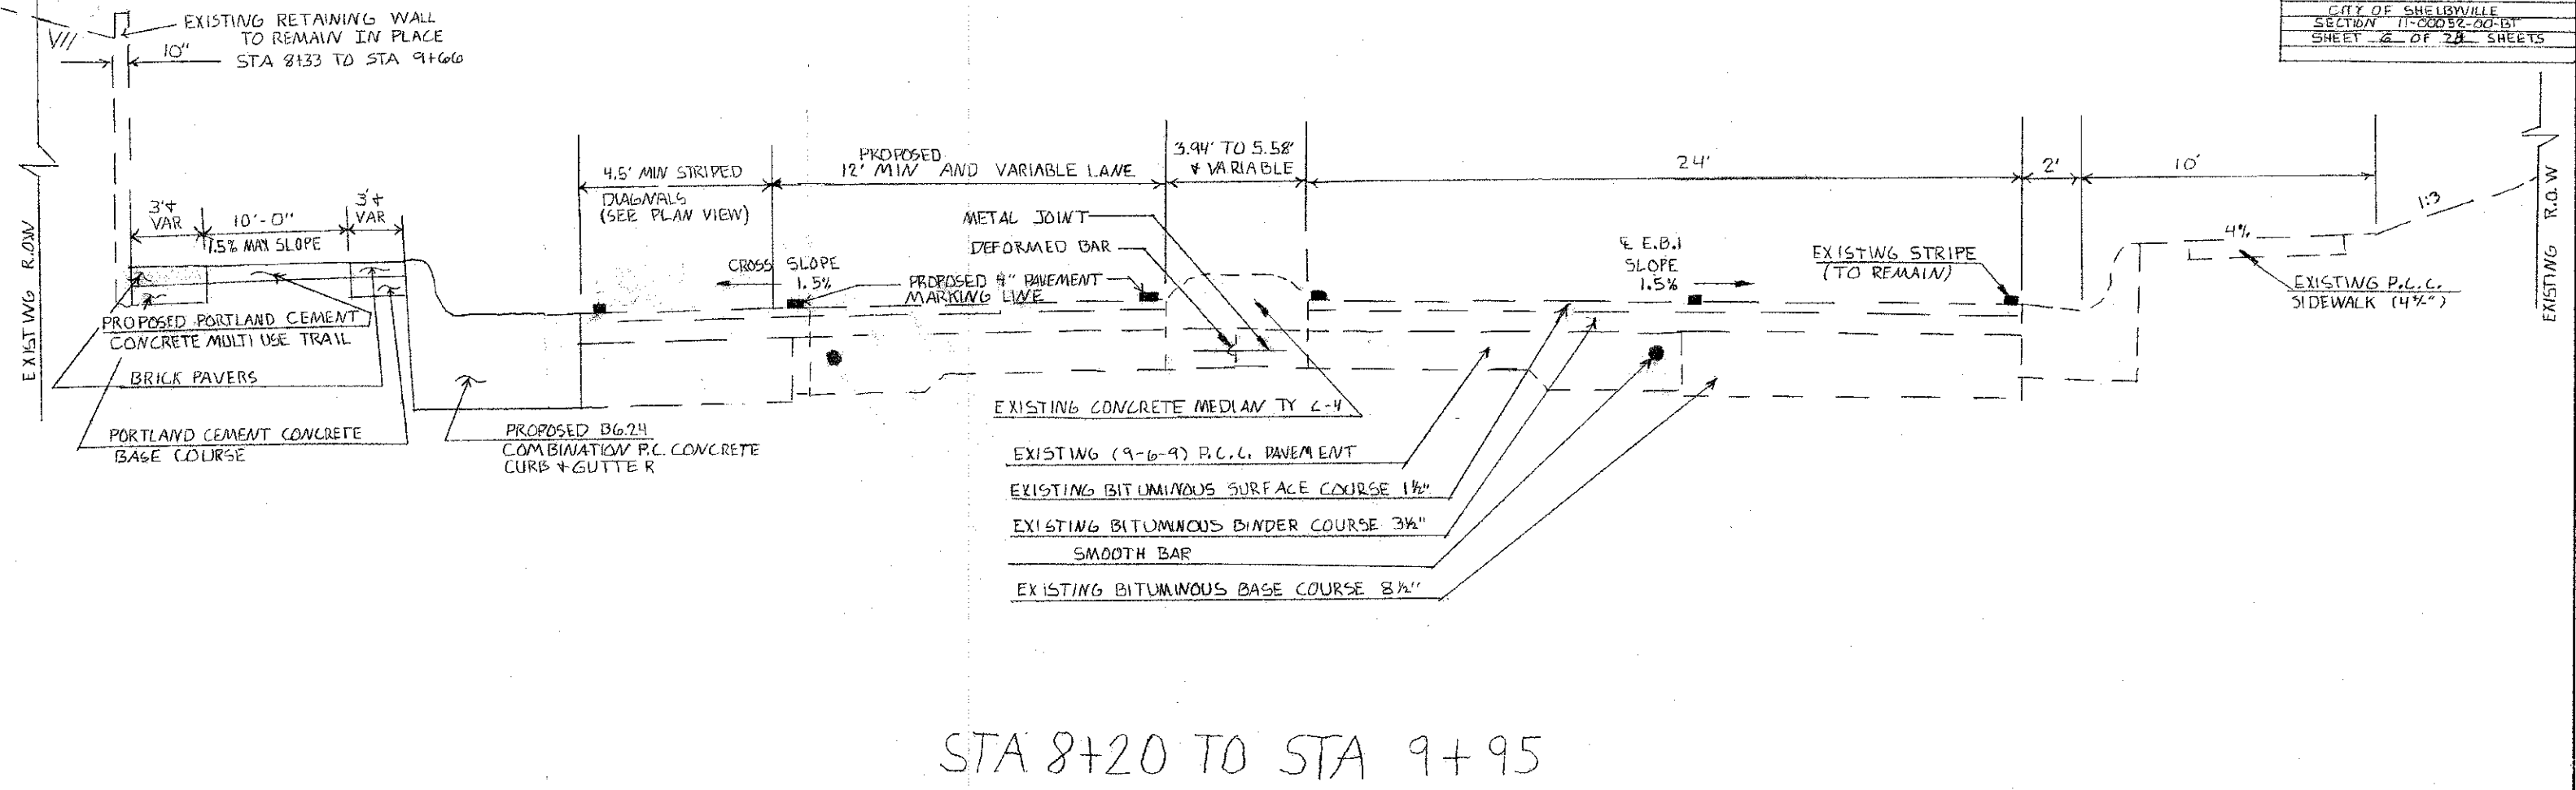 CITY OF SHELBYVILLE
SECTION 11-00052-00-BT
SHEET 6 OF 28 SHEETS
EXISTING RETAINING WALL
TO REMAIN IN PLACE
10"
STA 8+33 TO STA 9+66
EXISTING R.O.W
3'+
VAR
10'-0"
3'+
VAR
1.5% MAX SLOPE
4.5' MIN STRIPED
DIAGNALS
(SEE PLAN VIEW)
PROPOSED
12' MIN AND VARIABLE LANE
3.94' TO 5.58'
+ VARIABLE
24'
2'
10'
1:3
EXISTING R.O.W
METAL JOINT
DEFORMED BAR
CROSS SLOPE
1.5%
PROPOSED 4" PAVEMENT
MARKING LINE
℄ E.B.I
SLOPE
1.5%
EXISTING STRIPE
(TO REMAIN)
4%
EXISTING P.C.C.
SIDEWALK (4½")
PROPOSED PORTLAND CEMENT
CONCRETE MULTI USE TRAIL
BRICK PAVERS
PORTLAND CEMENT CONCRETE
BASE COURSE
PROPOSED B6.24
COMBINATION P.C. CONCRETE
CURB + GUTTER
EXISTING CONCRETE MEDIAN TY C-4
EXISTING (9-6-9) P.C.C. PAVEMENT
EXISTING BITUMINOUS SURFACE COURSE 1½"
EXISTING BITUMINOUS BINDER COURSE 3½"
SMOOTH BAR
EXISTING BITUMINOUS BASE COURSE 8½"
STA 8+20 TO STA 9+95